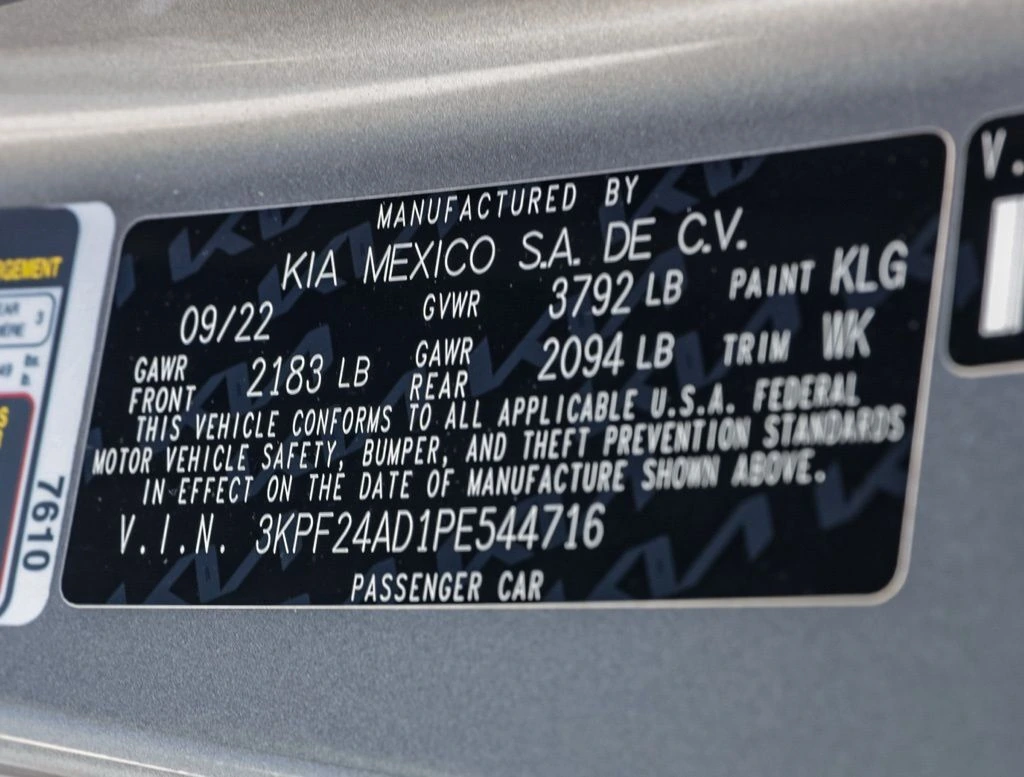 MANUFACTURED BY
KIA MEXICO S.A. DE C.V.
09/22 GVWR 3792 LB PAINT KLG
GAWR FRONT 2183 LB GAWR REAR 2094 LB TRIM WK
THIS VEHICLE CONFORMS TO ALL APPLICABLE U.S.A. FEDERAL
MOTOR VEHICLE SAFETY, BUMPER, AND THEFT PREVENTION STANDARDS
IN EFFECT ON THE DATE OF MANUFACTURE SHOWN ABOVE.
V.I.N. 3KPF24AD1PE544716
PASSENGER CAR
7610
V.